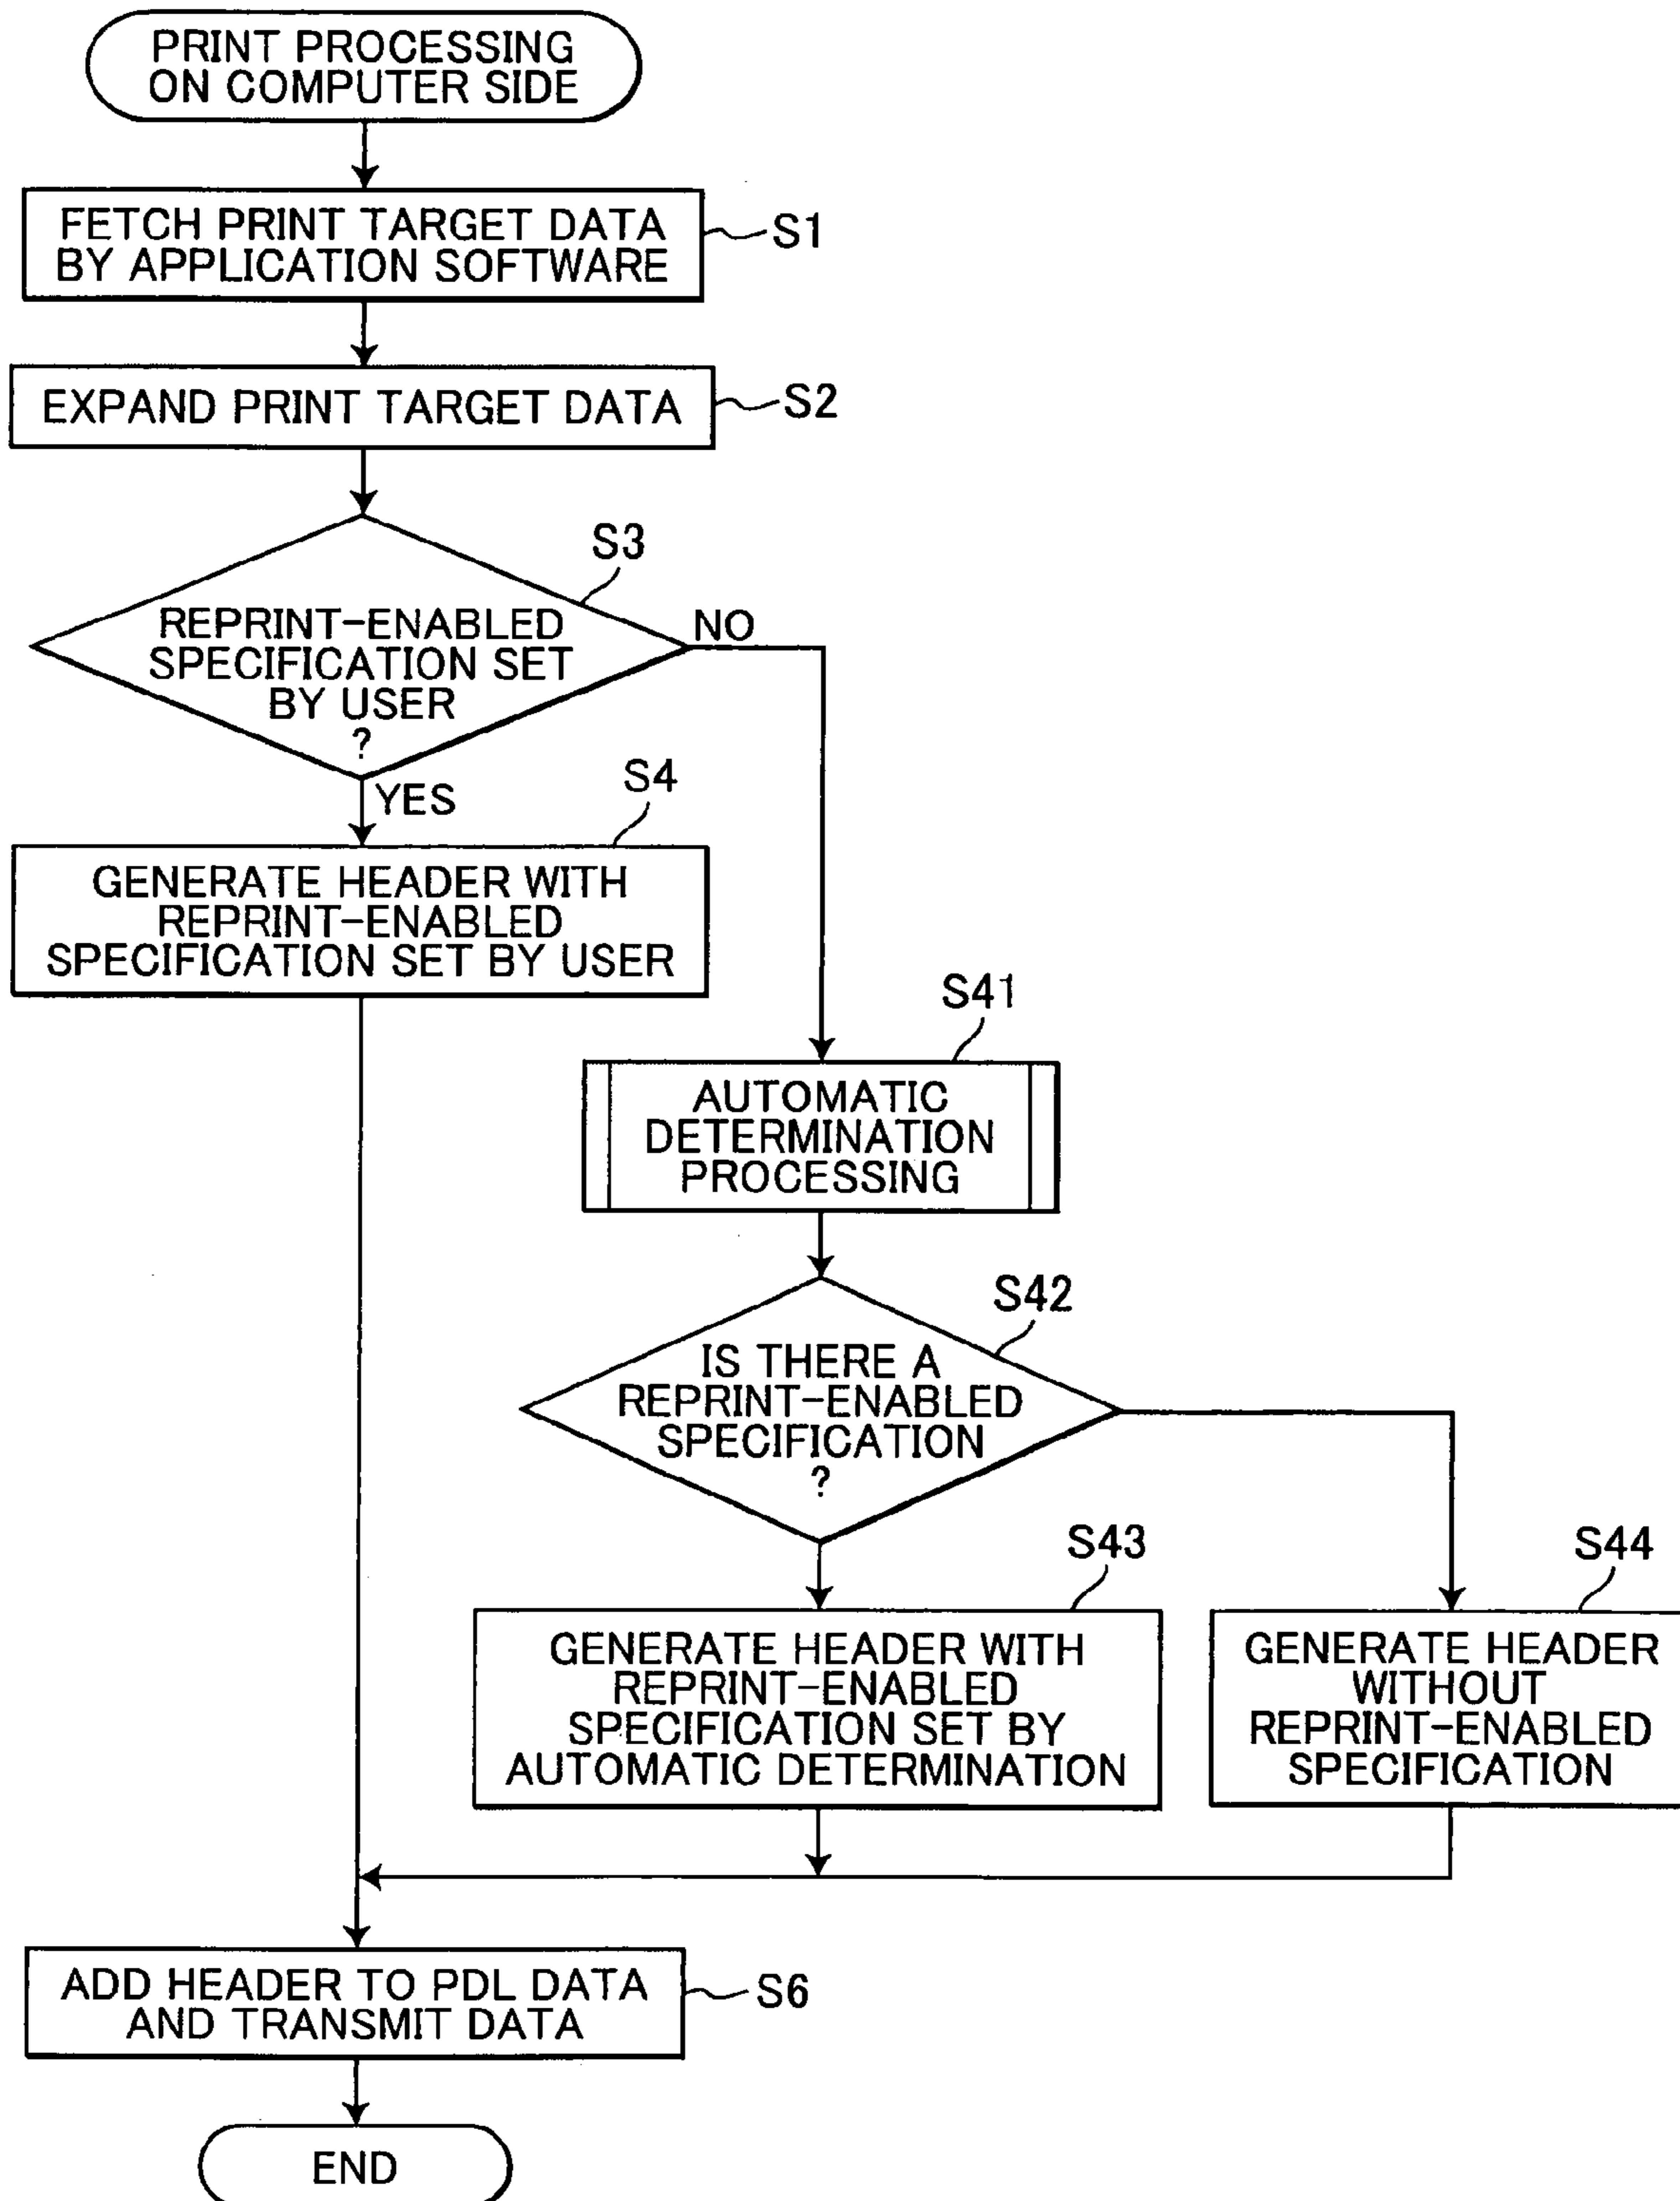 PRINT PROCESSING
ON COMPUTER SIDE
FETCH PRINT TARGET DATA
BY APPLICATION SOFTWARE
S1
EXPAND PRINT TARGET DATA
S2
S3
REPRINT-ENABLED
SPECIFICATION SET
BY USER
?
NO
YES
S4
GENERATE HEADER WITH
REPRINT-ENABLED
SPECIFICATION SET BY USER
S41
AUTOMATIC
DETERMINATION
PROCESSING
S42
IS THERE A
REPRINT-ENABLED
SPECIFICATION
?
S43
GENERATE HEADER WITH
REPRINT-ENABLED
SPECIFICATION SET BY
AUTOMATIC DETERMINATION
S44
GENERATE HEADER
WITHOUT
REPRINT-ENABLED
SPECIFICATION
ADD HEADER TO PDL DATA
AND TRANSMIT DATA
S6
END